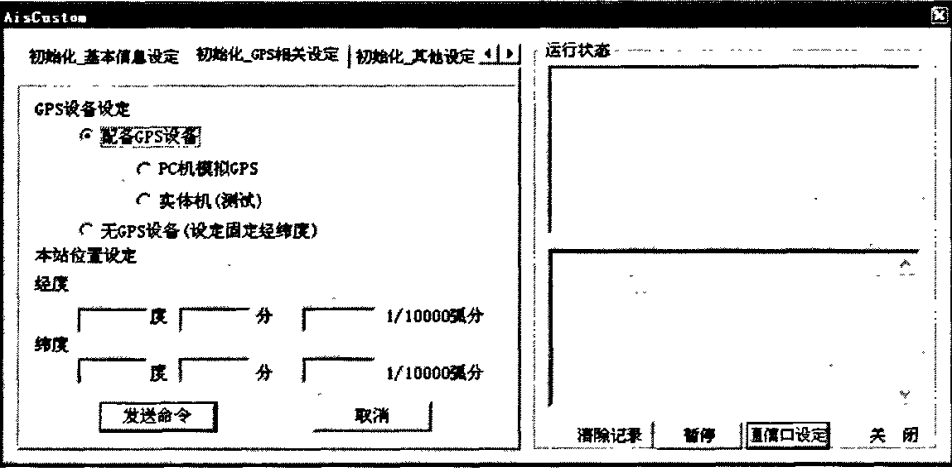 AisCustom
初始化_基本信息设定 初始化_GPS相关设定 初始化_其他设定
GPS设备设定
配备GPS设备
PC机模拟GPS
实体机(测试)
无GPS设备(设定固定经纬度)
本站位置设定
经度
度 分 1/10000弧分
纬度
度 分 1/10000弧分
发送命令 取消
运行状态
清除记录 暂停 口设定 关 闭